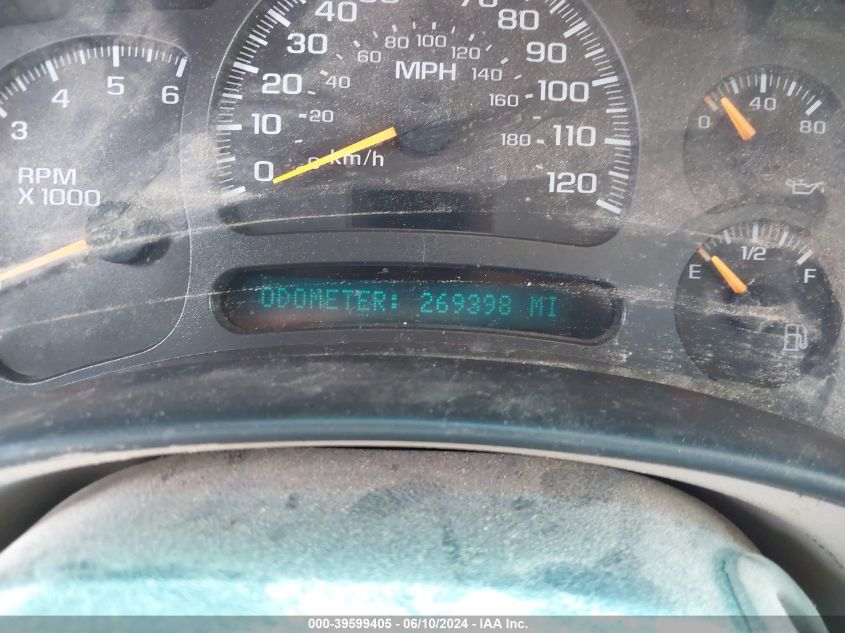 3 4 5 6
RPM
X 1000
0 10 20 30 40 70 80 90 100 110 120
20 40 60 80 100 120 140 160 180
MPH
km/h
0 40 80
E 1/2 F
ODOMETER: 269398 MI
000-39599405 / 06/10/2024 - IAA Inc.